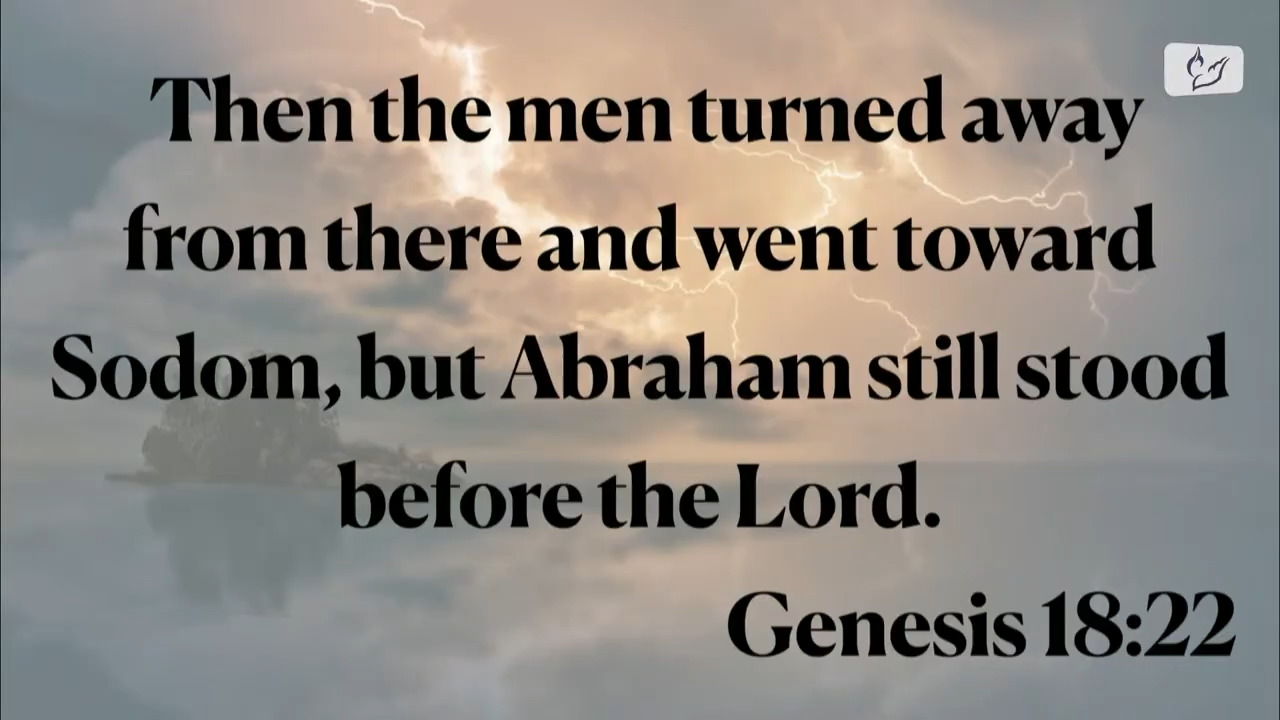 Then the men turned away
from there and went toward
Sodom, but Abraham still stood
before the Lord.
Genesis 18:22